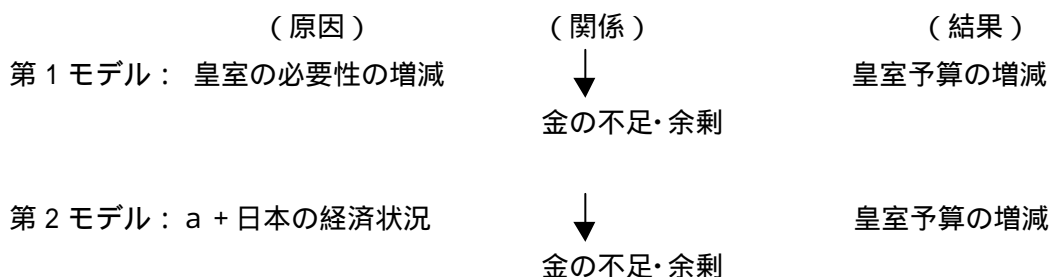 （原因） （関係） （結果）
第1モデル： 皇室の必要性の増減 皇室予算の増減
金の不足・余剰
第2モデル：ａ+日本の経済状況 皇室予算の増減
金の不足・余剰